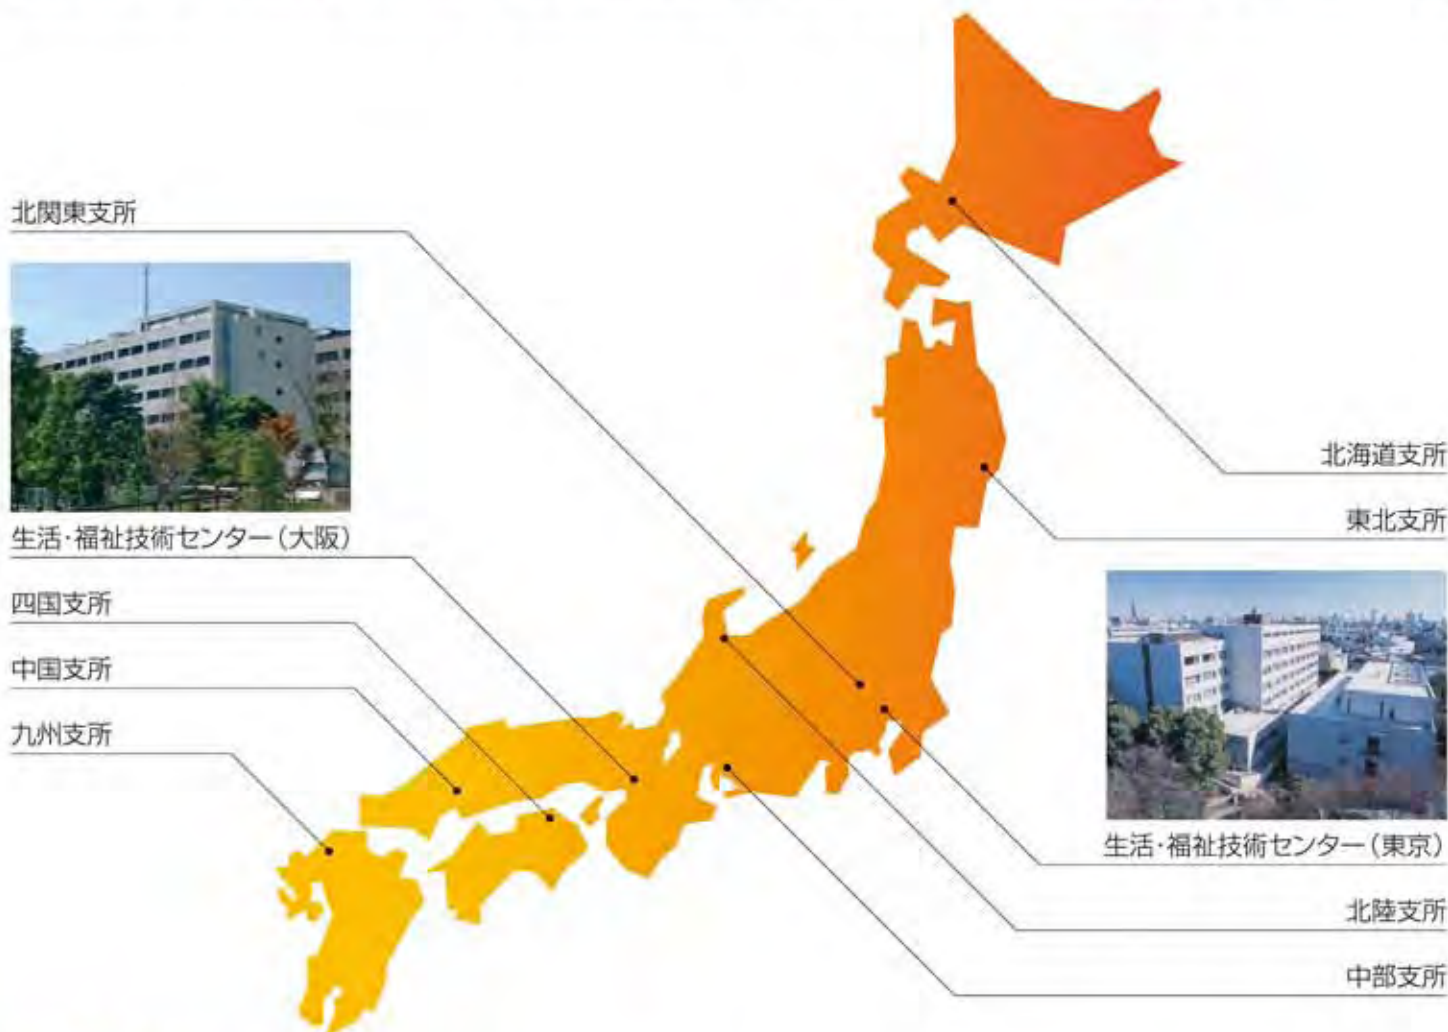 北関東支所
生活・福祉技術センター(大阪)
四国支所
中国支所
九州支所
北海道支所
東北支所
生活・福祉技術センター(東京)
北陸支所
中部支所